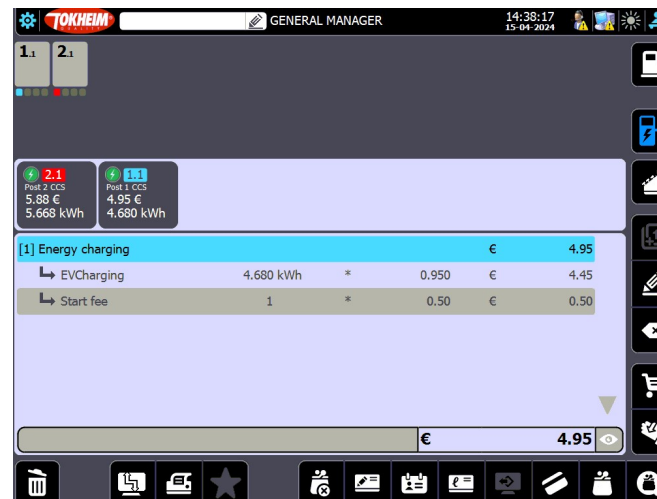 TOKHEIM
GENERAL MANAGER
14:38:17
15-04-2024
1.1
2.1
2.1
Post 2 CCS
5.88 €
5.668 kWh
1.1
Post 1 CCS
4.95 €
4.680 kWh
[1] Energy charging € 4.95
EVCharging 4.680 kWh * 0.950 € 4.45
Start fee 1 * 0.50 € 0.50
€ 4.95